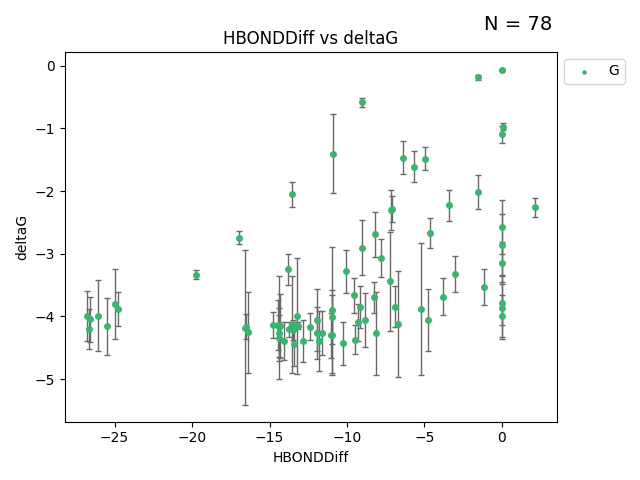 N = 78
HBONDDiff vs deltaG
G
0
−1
−2
−3
−4
−5
deltaG
−25 −20 −15 −10 −5 0
HBONDDiff